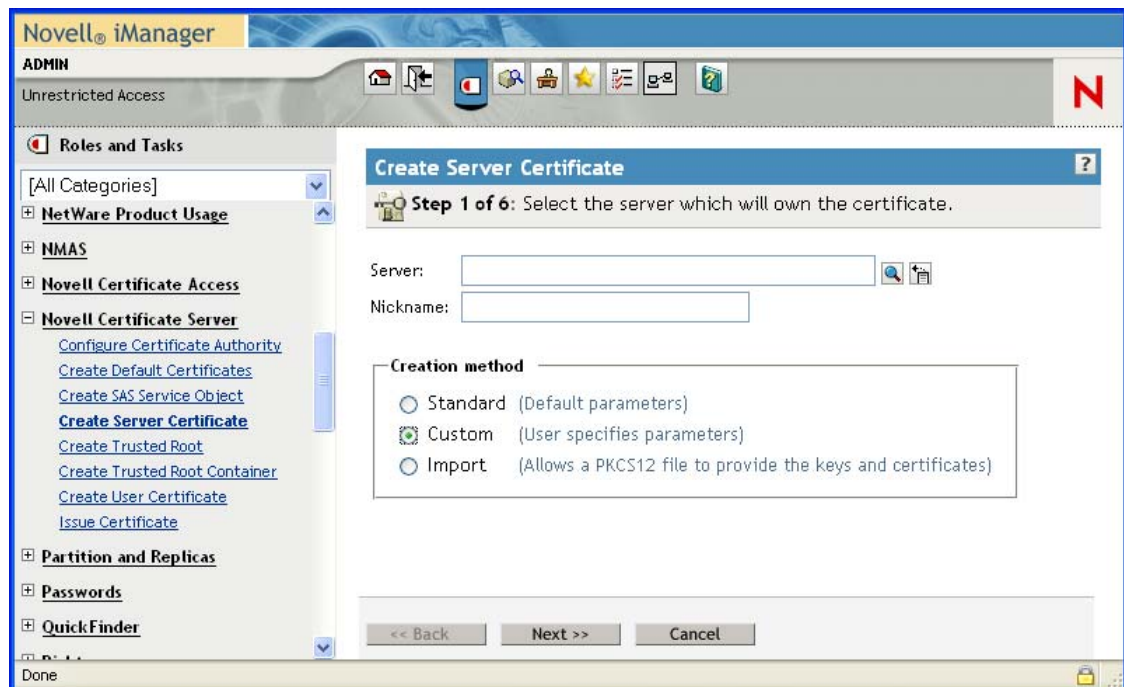 Novell® iManager
ADMIN
Unrestricted Access
N
Roles and Tasks
[All Categories]
NetWare Product Usage
NMAS
Novell Certificate Access
Novell Certificate Server
Configure Certificate Authority
Create Default Certificates
Create SAS Service Object
Create Server Certificate
Create Trusted Root
Create Trusted Root Container
Create User Certificate
Issue Certificate
Partition and Replicas
Passwords
QuickFinder
Create Server Certificate ?
Step 1 of 6: Select the server which will own the certificate.
Server:
Nickname:
Creation method
Standard (Default parameters)
Custom (User specifies parameters)
Import (Allows a PKCS12 file to provide the keys and certificates)
<< Back Next >> Cancel
Done